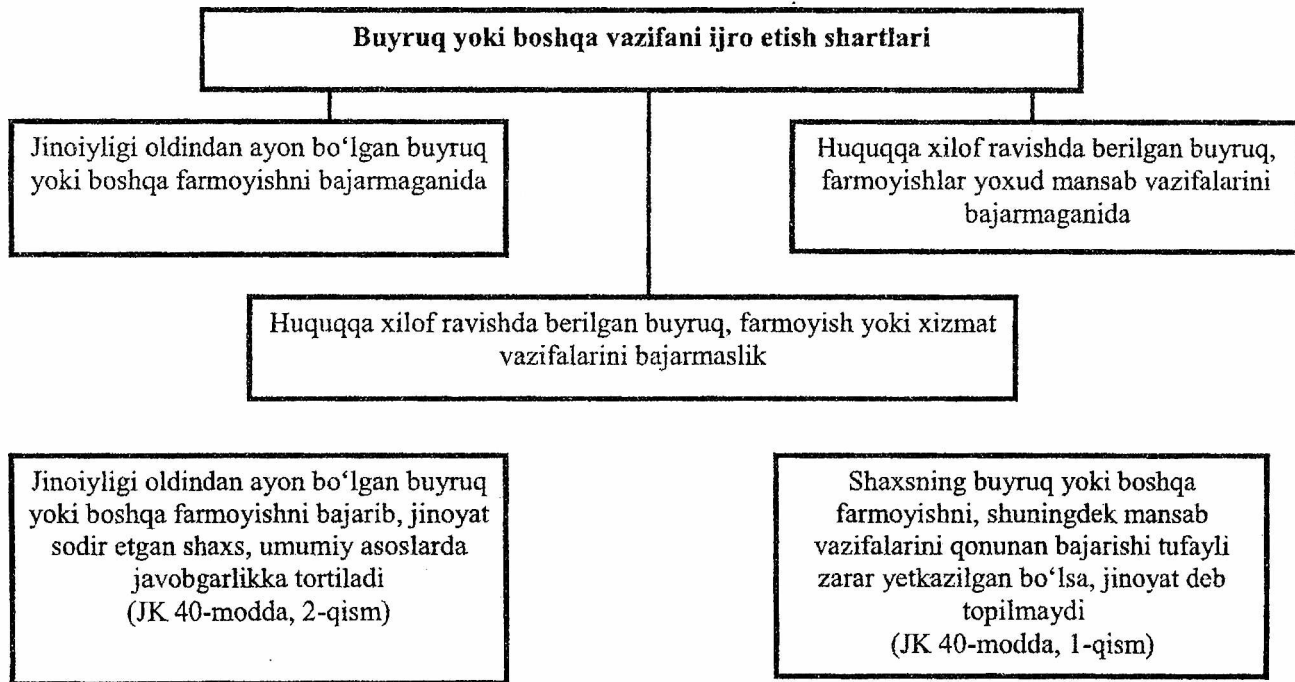 Buyruq yoki boshqa vazifani ijro etish shartlari
Jinoiyligi oldindan ayon bo‘lgan buyruq
yoki boshqa farmoyishni bajarmaganida
Huquqqa xilof ravishda berilgan buyruq,
farmoyishlar yoxud mansab vazifalarini
bajarmaganida
Huquqqa xilof ravishda berilgan buyruq, farmoyish yoki xizmat
vazifalarini bajarmaslik
Jinoiyligi oldindan ayon bo‘lgan buyruq
yoki boshqa farmoyishni bajarib, jinoyat
sodir etgan shaxs, umumiy asoslarda
javobgarlikka tortiladi
(JK 40-modda, 2-qism)
Shaxsning buyruq yoki boshqa
farmoyishni, shuningdek mansab
vazifalarini qonunan bajarishi tufayli
zarar yetkazilgan bo‘lsa, jinoyat deb
topilmaydi
(JK 40-modda, 1-qism)